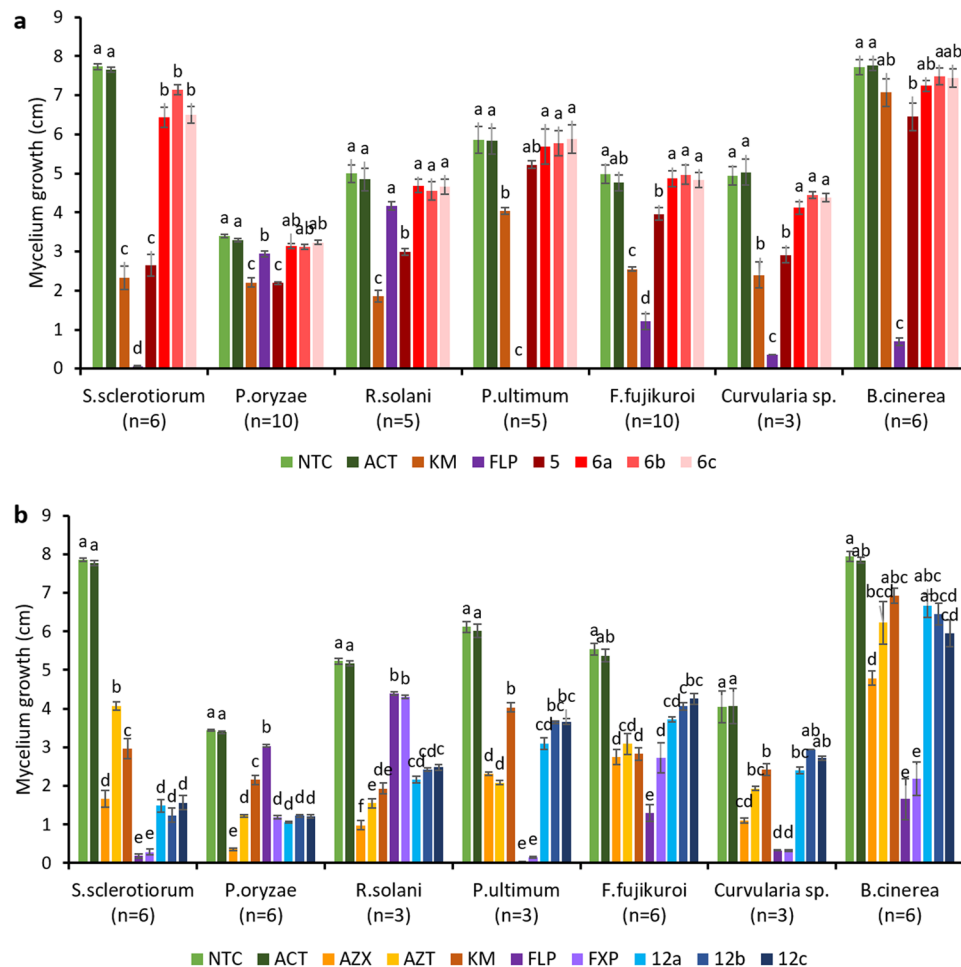 a
9
8
7
6
5
4
3
2
1
0
Mycelium growth (cm)
a a c d c b b b
a a c b c ab ab ab
a a c a b a a a
a a b c ab a a a
a ab c d b a a a
a a b c b a a a
a a ab c b ab aab
S.sclerotiorum P.oryzae R.solani P.ultimum F.fujikuroi Curvularia sp. B.cinerea
(n=6) (n=10) (n=5) (n=5) (n=10) (n=3) (n=6)
NTC ACT KM FLP 5 6a 6b 6c
b
9
8
7
6
5
4
3
2
1
0
Mycelium growth (cm)
a a d b c e e d d d
a a e d c b d d d d
a a f e de b b cd cd c
a a d d b e e cd bc bc
a ab d d d e d cd c bc
a a cd bc b d d bc ab ab
a ab d bcd abc e e abc abcd cd
S.sclerotiorum P.oryzae R.solani P.ultimum F.fujikuroi Curvularia sp. B.cinerea
(n=6) (n=6) (n=3) (n=3) (n=6) (n=3) (n=6)
NTC ACT AZX AZT KM FLP FXP 12a 12b 12c